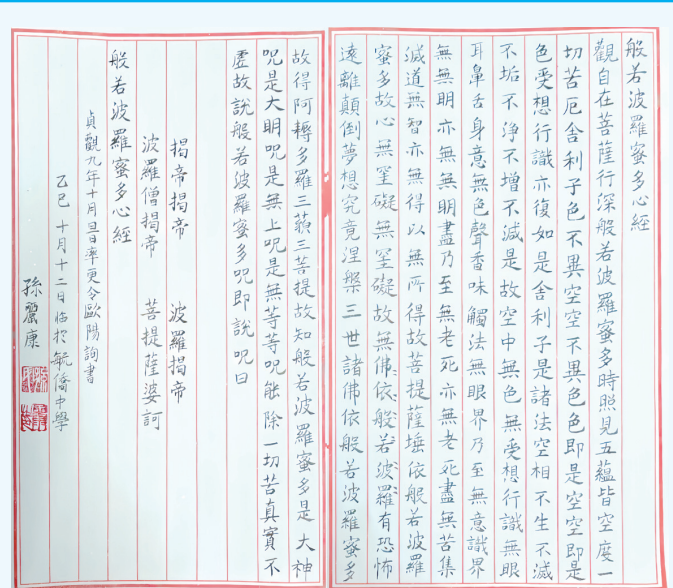 般若波羅蜜多心經
觀自在菩薩行深般若波羅蜜多時照見五蘊皆空度一
切苦厄舍利子色不異空空不異色色即是空空即是
色受想行識亦復如是舍利子是諸法空相不生不滅
不垢不淨不增不減是故空中無色無受想行識無眼
耳鼻舌身意無色聲香味觸法無眼界乃至無意識界
無無明亦無無明盡乃至無老死亦無老死盡無苦集
滅道無智亦無得以無所得故菩提薩埵依般若波羅
蜜多故心無罣礙無罣礙故無佛依般若波羅有恐怖
遠離顛倒夢想究竟涅槃三世諸佛依般若波羅蜜多
故得阿耨多羅三藐三菩提故知般若波羅蜜多是大神
咒是大明咒是無上咒是無等等咒能除一切苦真實不
虛故說般若波羅蜜多咒即說咒曰
揭帝揭帝 波羅揭帝
波羅僧揭帝 菩提薩婆訶
般若波羅蜜多心經
貞觀九年十月旦日率更令歐陽詢書
乙巳十月十二日臨於毓僑中學
孫麗康